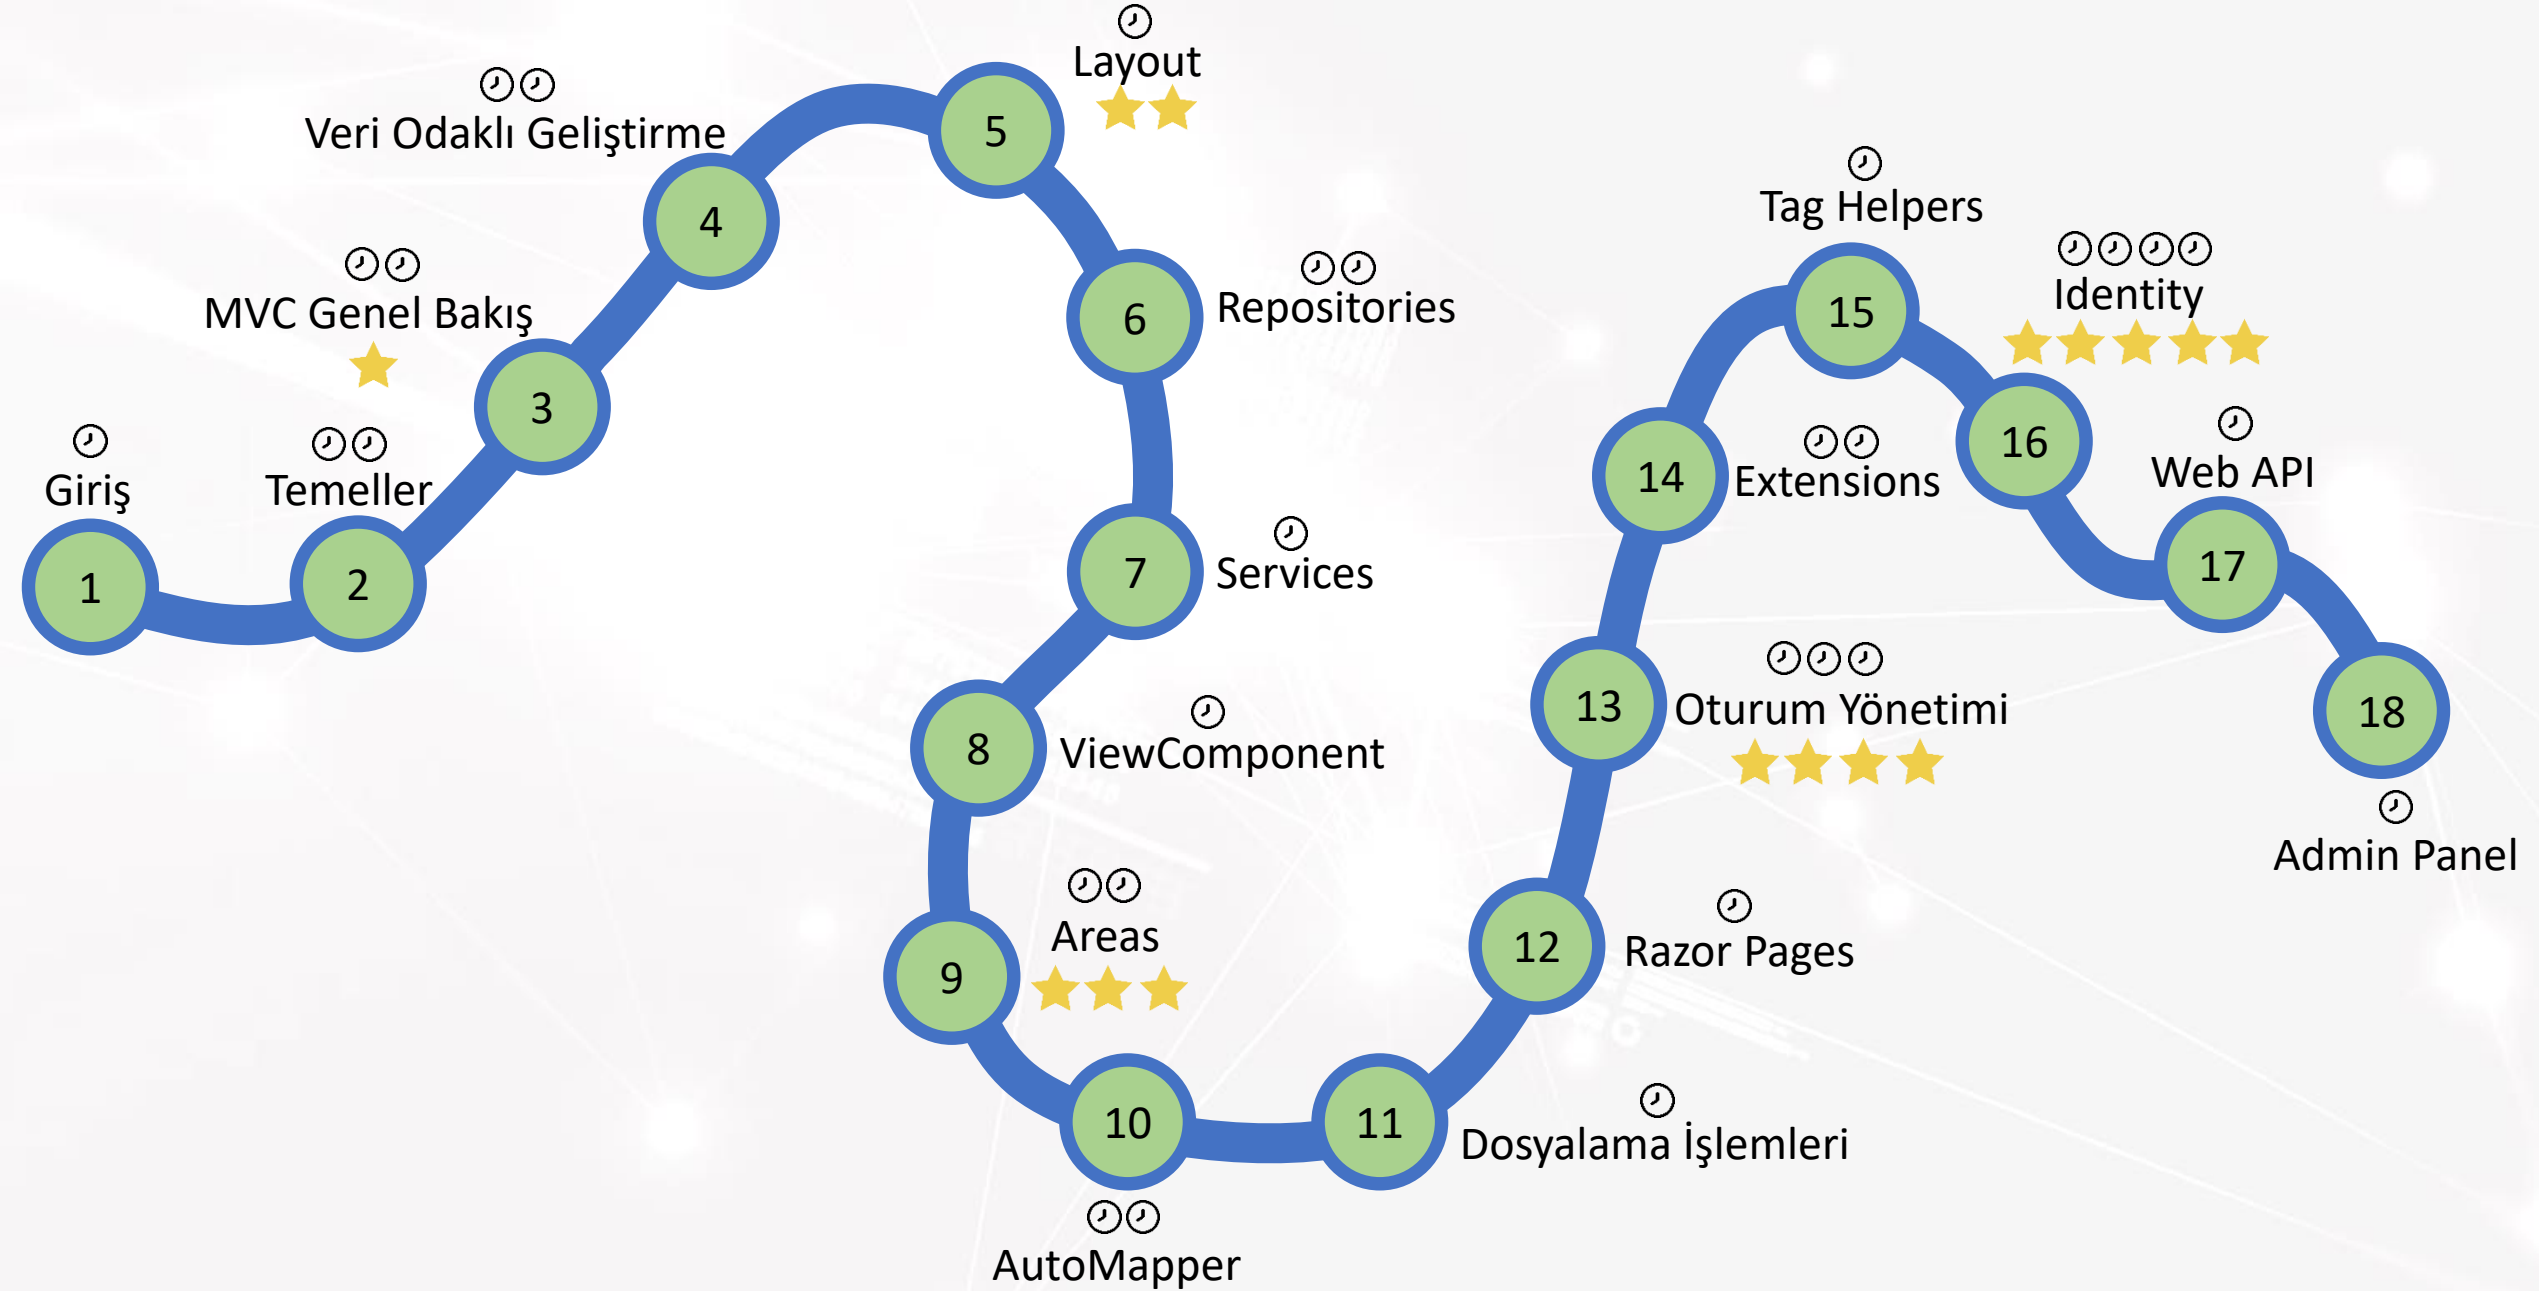 1
Giriş
2
Temeller
3
MVC Genel Bakış
4
Veri Odaklı Geliştirme
5
Layout
6
Repositories
7
Services
8
ViewComponent
9
Areas
10
AutoMapper
11
Dosyalama İşlemleri
12
Razor Pages
13
Oturum Yönetimi
14
Extensions
15
Tag Helpers
16
Identity
17
Web API
18
Admin Panel